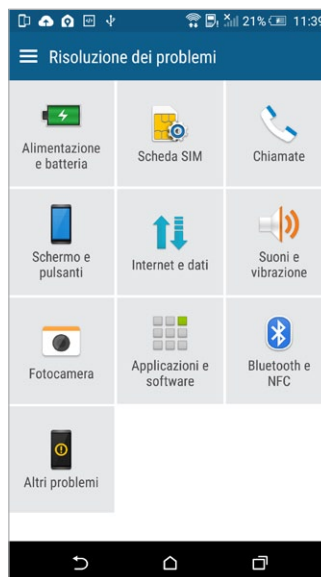 21% 11:39
Risoluzione dei problemi
Alimentazione
e batteria
Scheda SIM
Chiamate
Schermo e
pulsanti
Internet e dati
Suoni e
vibrazione
Fotocamera
Applicazioni e
software
Bluetooth e
NFC
Altri problemi